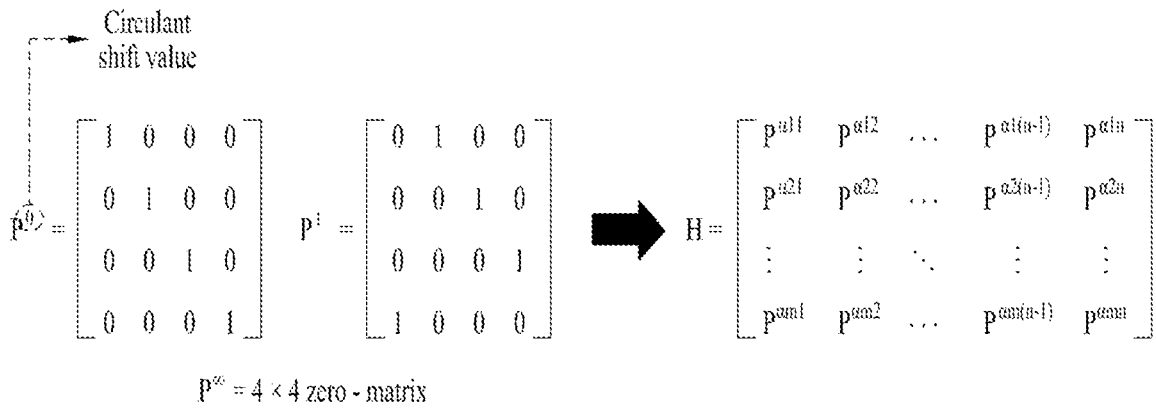 Circulant
shift value
P⁰ =
1 0 0 0
0 1 0 0
0 0 1 0
0 0 0 1
P¹ =
0 1 0 0
0 0 1 0
0 0 0 1
1 0 0 0
H =
P^α11 P^α12 … P^α1(n-1) P^α1n
P^α21 P^α22 … P^α2(n-1) P^α2n
⋮ ⋮ ⋱ ⋮ ⋮
P^αm1 P^αm2 … P^αm(n-1) P^αmn
P^∞ = 4 × 4 zero - matrix